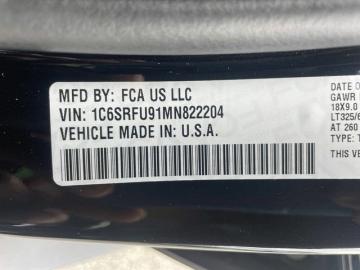 MFD BY: FCA US LLC
VIN: 1C6SRFU91MN822204
VEHICLE MADE IN U.S.A.
DATE O
GAWR
18X9.0
LT325/6
AT 260
TYPE: T
THIS VE